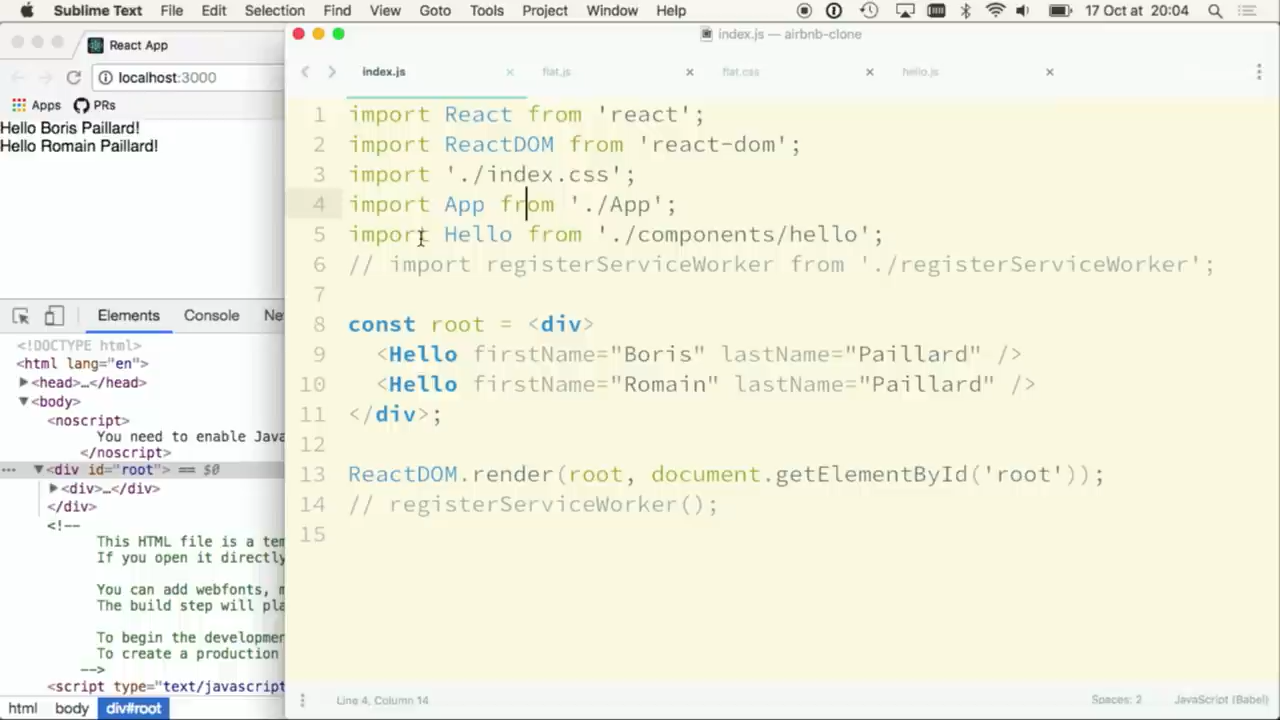 Sublime Text File Edit Selection Find View Goto Tools Project Window Help 17 Oct at 20:04
React App
localhost:3000
Apps PRs
Hello Boris Paillard!
Hello Romain Paillard!
Elements Console Ne
<!DOCTYPE html>
<html lang="en">
▶<head>…</head>
▼<body>
<noscript>
You need to enable Java
</noscript>
… ▼<div id="root"> == $0
▶<div>…</div>
</div>
<!--
This HTML file is a tem
If you open it directly
You can add webfonts, m
The build step will pla
To begin the developmen
To create a production
-->
<script type="text/javascript
html body div#root
index.js — airbnb-clone
index.js × flat.js × flat.css × hello.js ×
1 import React from 'react';
2 import ReactDOM from 'react-dom';
3 import './index.css';
4 import App from './App';
5 import Hello from './components/hello';
6 // import registerServiceWorker from './registerServiceWorker';
7
8 const root = <div>
9 <Hello firstName="Boris" lastName="Paillard" />
10 <Hello firstName="Romain" lastName="Paillard" />
11 </div>;
12
13 ReactDOM.render(root, document.getElementById('root'));
14 // registerServiceWorker();
15
Line 4, Column 14 Spaces: 2 JavaScript (Babel)